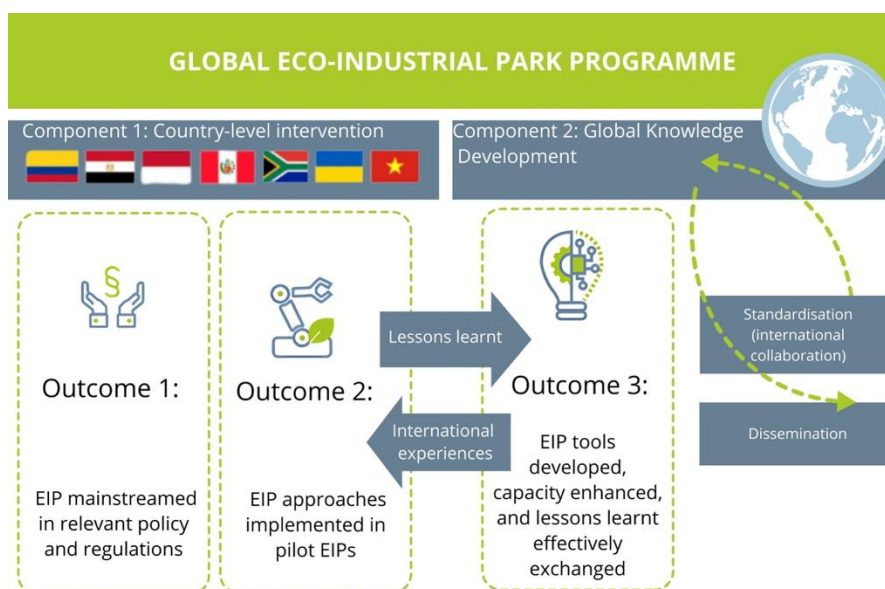 GLOBAL ECO-INDUSTRIAL PARK PROGRAMME
Component 1: Country-level intervention
Component 2: Global Knowledge
Development
§
Outcome 1:
EIP mainstreamed
in relevant policy
and regulations
Outcome 2:
EIP approaches
implemented in
pilot EIPs
Lessons learnt
International
experiences
Outcome 3:
EIP tools
developed,
capacity enhanced,
and lessons learnt
effectively
exchanged
Standardisation
(international
collaboration)
Dissemination